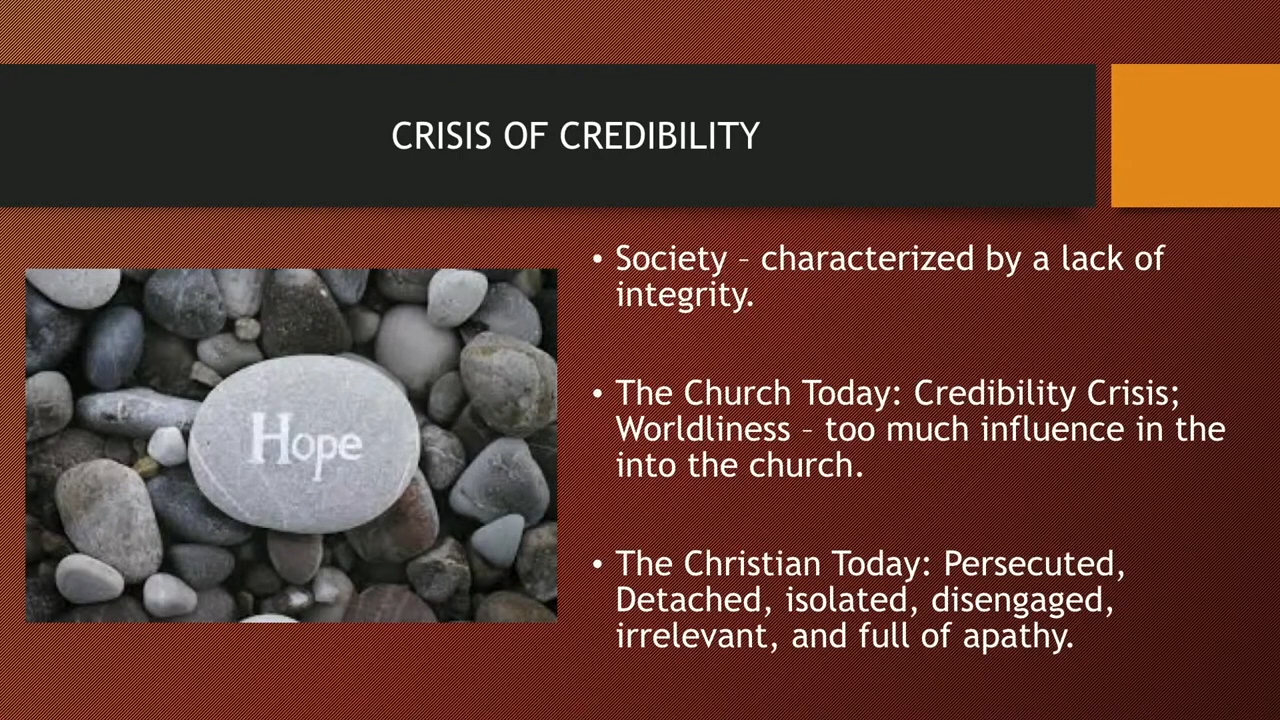 CRISIS OF CREDIBILITY
Hope
• Society – characterized by a lack of
integrity.
• The Church Today: Credibility Crisis;
Worldliness – too much influence in the
into the church.
• The Christian Today: Persecuted,
Detached, isolated, disengaged,
irrelevant, and full of apathy.